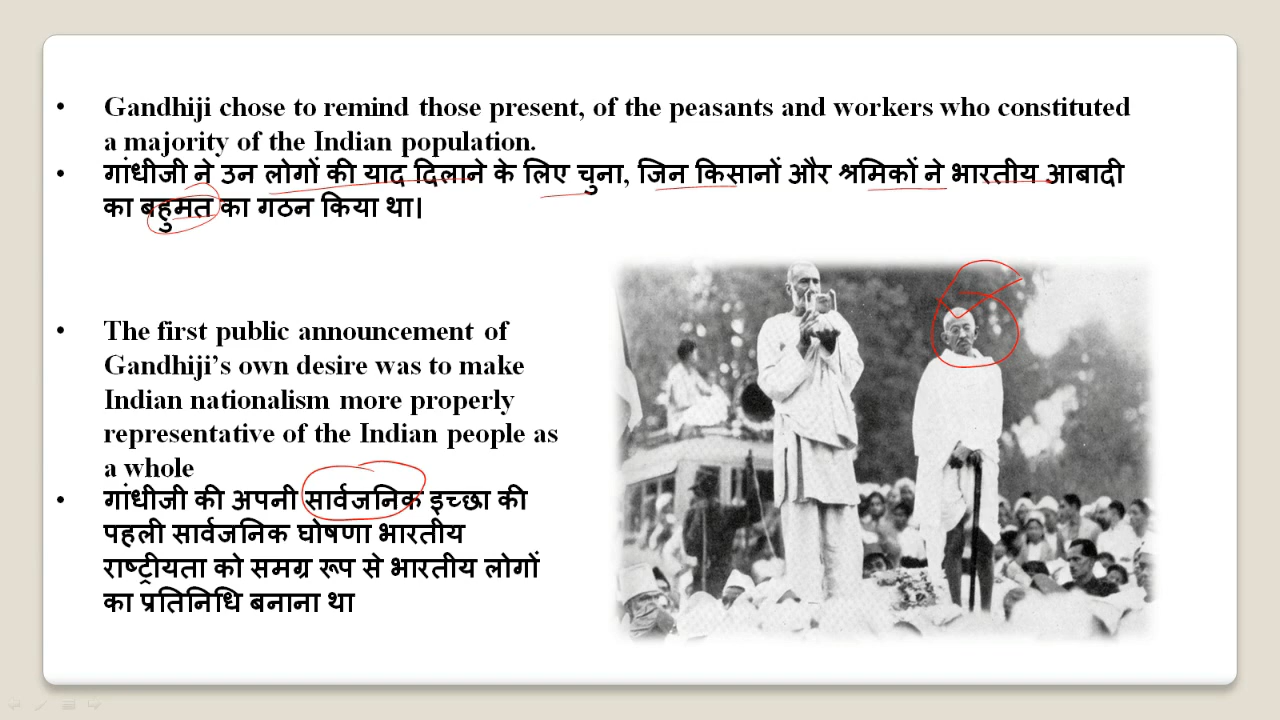 • Gandhiji chose to remind those present, of the peasants and workers who constituted
a majority of the Indian population.
• गांधीजी ने उन लोगों की याद दिलाने के लिए चुना, जिन किसानों और श्रमिकों ने भारतीय आबादी
का बहुमत का गठन किया था।
• The first public announcement of
Gandhiji’s own desire was to make
Indian nationalism more properly
representative of the Indian people as
a whole
• गांधीजी की अपनी सार्वजनिक इच्छा की
पहली सार्वजनिक घोषणा भारतीय
राष्ट्रीयता को समग्र रूप से भारतीय लोगों
का प्रतिनिधि बनाना था